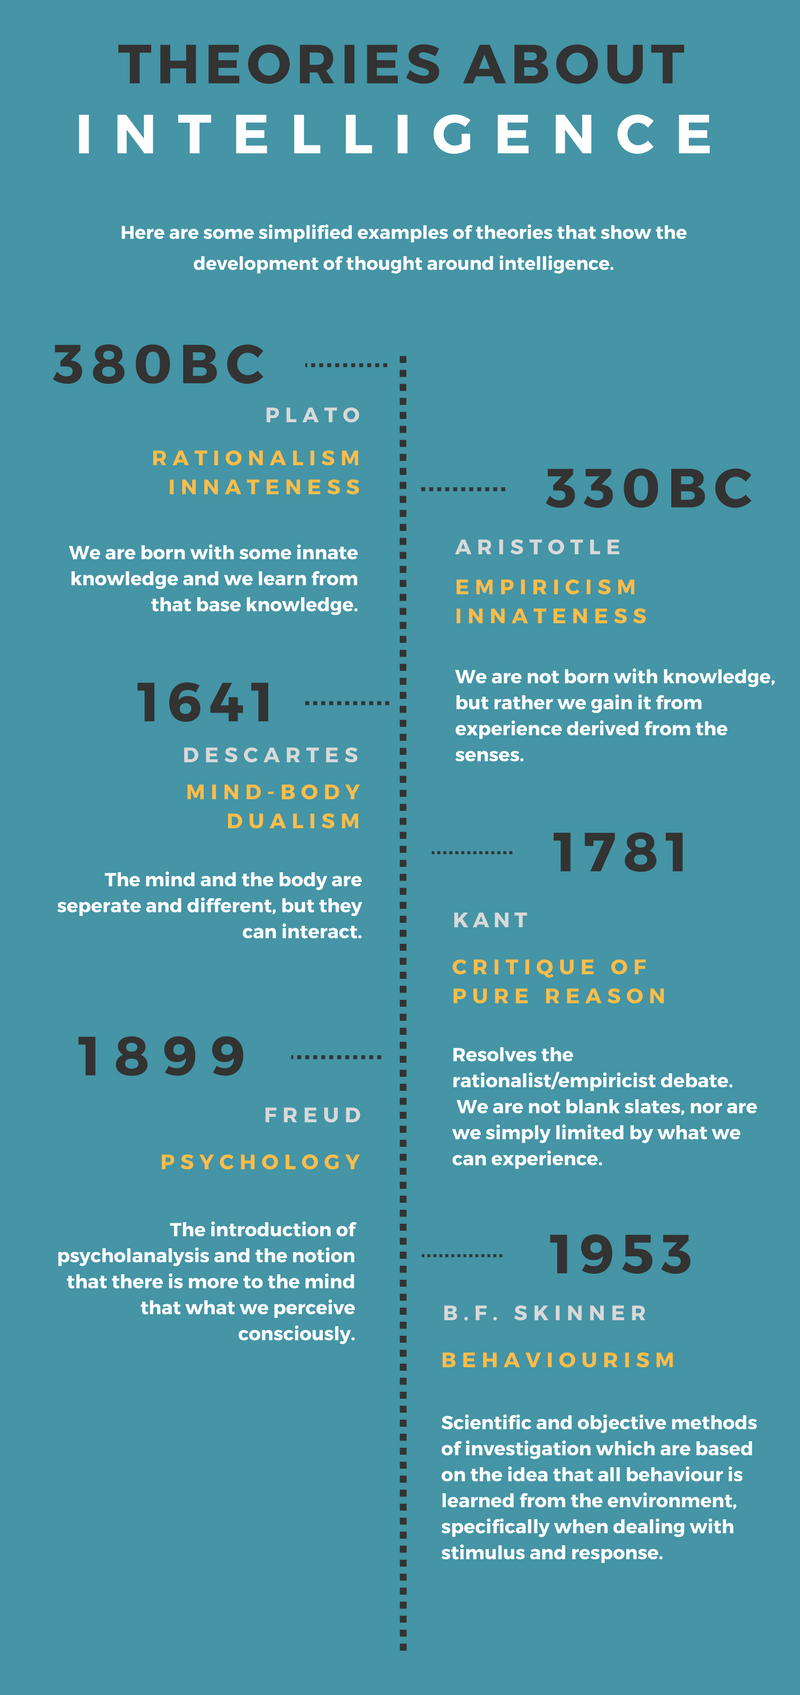 THEORIES ABOUT
INTELLIGENCE
Here are some simplified examples of theories that show the
development of thought around intelligence.
380BC
PLATO
RATIONALISM
INNATENESS
We are born with some innate
knowledge and we learn from
that base knowledge.
330BC
ARISTOTLE
EMPIRICISM
INNATENESS
We are not born with knowledge,
but rather we gain it from
experience derived from the
senses.
1641
DESCARTES
MIND-BODY
DUALISM
The mind and the body are
seperate and different, but they
can interact.
1781
KANT
CRITIQUE OF
PURE REASON
Resolves the
rationalist/empiricist debate.
We are not blank slates, nor are
we simply limited by what we
can experience.
1899
FREUD
PSYCHOLOGY
The introduction of
psycholanalysis and the notion
that there is more to the mind
that what we perceive
consciously.
1953
B.F. SKINNER
BEHAVIOURISM
Scientific and objective methods
of investigation which are based
on the idea that all behaviour is
learned from the environment,
specifically when dealing with
stimulus and response.